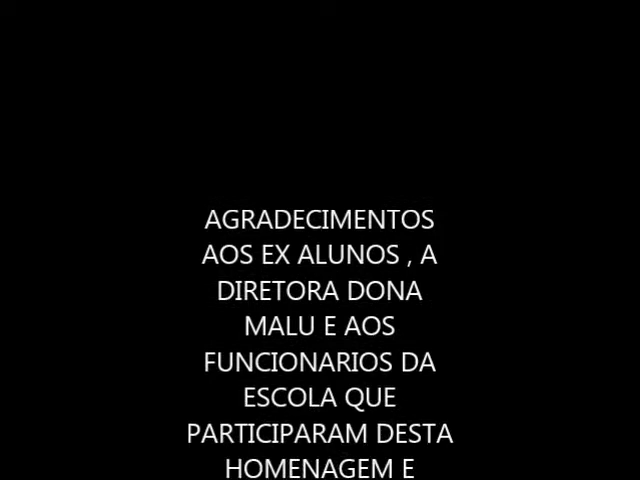 AGRADECIMENTOS
AOS EX ALUNOS , A
DIRETORA DONA
MALU E AOS
FUNCIONARIOS DA
ESCOLA QUE
PARTICIPARAM DESTA
HOMENAGEM E